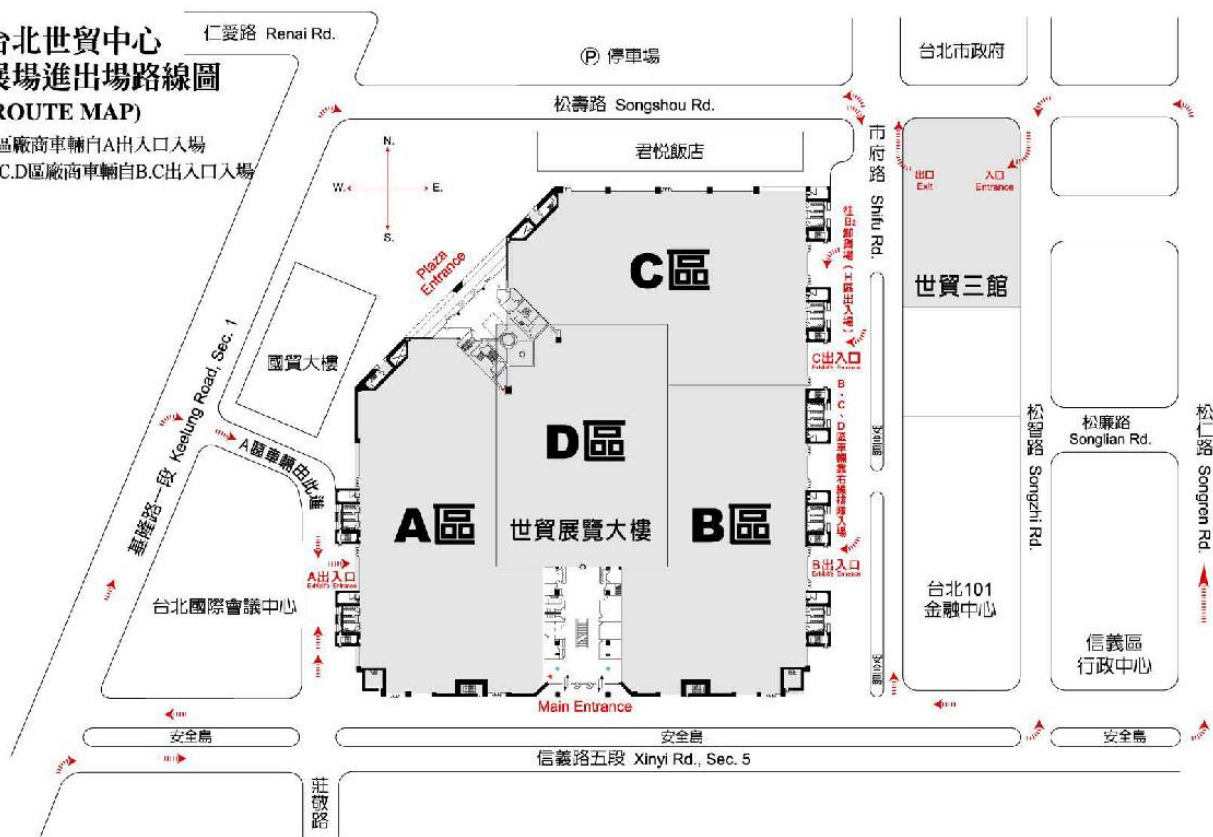 台北世貿中心
展場進出場路線圖
ROUTE MAP)
區廠商車輛自A出入口入場
C.D區廠商車輛自B.C出入口入場
仁愛路 Renai Rd.
Ⓟ 停車場
台北市政府
松壽路 Songshou Rd.
君悅飯店
市府路 Shifu Rd.
N.
W.
E.
S.
出口
Exit
入口
Entrance
Plaza
Entrance
C區
世貿三館
國貿大樓
C出入口
基隆路一段 Keelung Road, Sec. 1
A區車輛由此進
D區
A區
世貿展覽大樓
B區
B、C、D區車輛靠右
松智路 Songzhi Rd.
松廉路
Songlian Rd.
松仁路 Songren Rd.
A出入口
B出入口
台北國際會議中心
台北101
金融中心
信義區
行政中心
安全島
安全島
Main Entrance
安全島
安全島
安全島
信義路五段 Xinyi Rd., Sec. 5
莊敬路